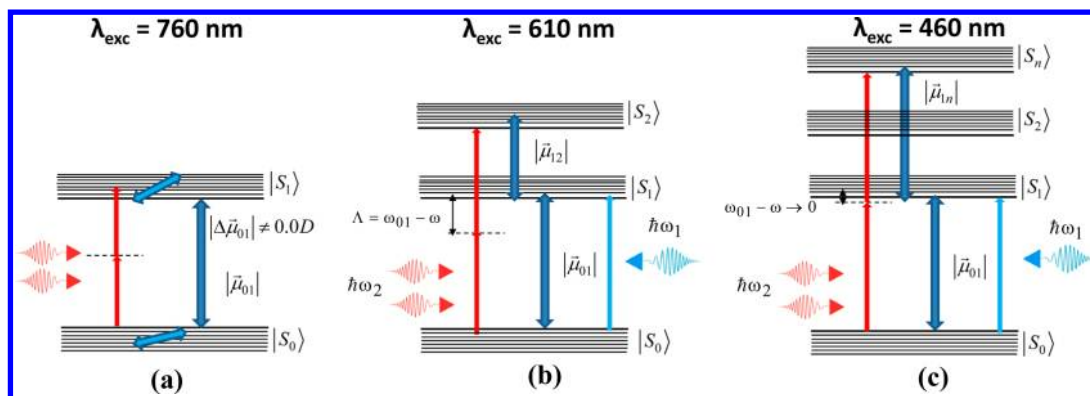 λexc = 760 nm
|S₁⟩
|Δμ⃗₀₁| ≠ 0.0D
|μ⃗₀₁|
|S₀⟩
(a)
λexc = 610 nm
|S₂⟩
|μ⃗₁₂|
|S₁⟩
Λ = ω₀₁ − ω
ħω₁
|μ⃗₀₁|
ħω₂
|S₀⟩
(b)
λexc = 460 nm
|Sₙ⟩
|μ⃗₁ₙ|
|S₂⟩
|S₁⟩
ω₀₁ − ω → 0
ħω₁
|μ⃗₀₁|
ħω₂
|S₀⟩
(c)